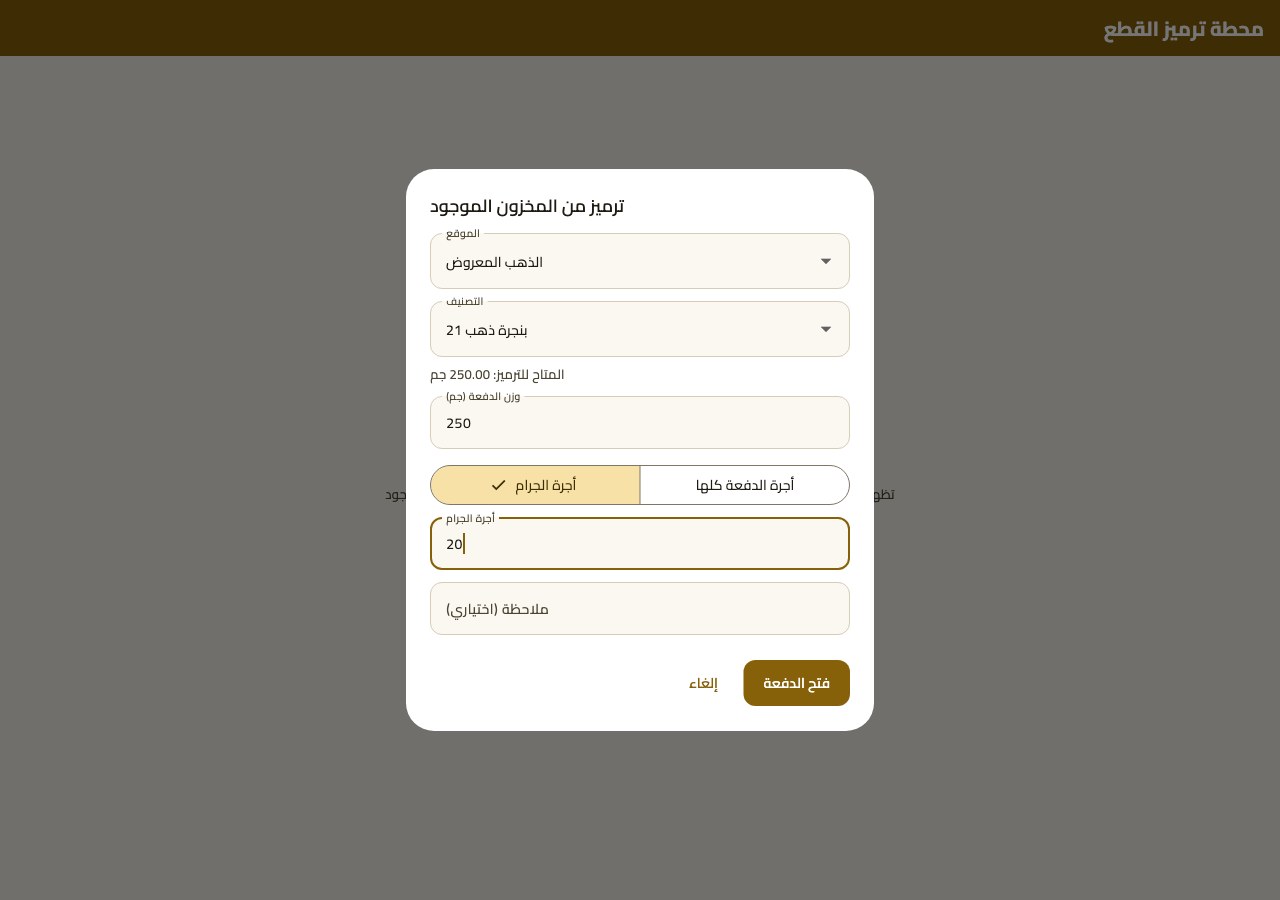 محطة ترميز القطع
ترميز من المخزون الموجود
الموقع
الذهب المعروض
التصنيف
بنجرة ذهب 21
المتاح للترميز: 250.00 جم
وزن الدفعة (جم)
250
أجرة الدفعة كلها
أجرة الجرام
أجرة الجرام
20
ملاحظة (اختياري)
فتح الدفعة
إلغاء